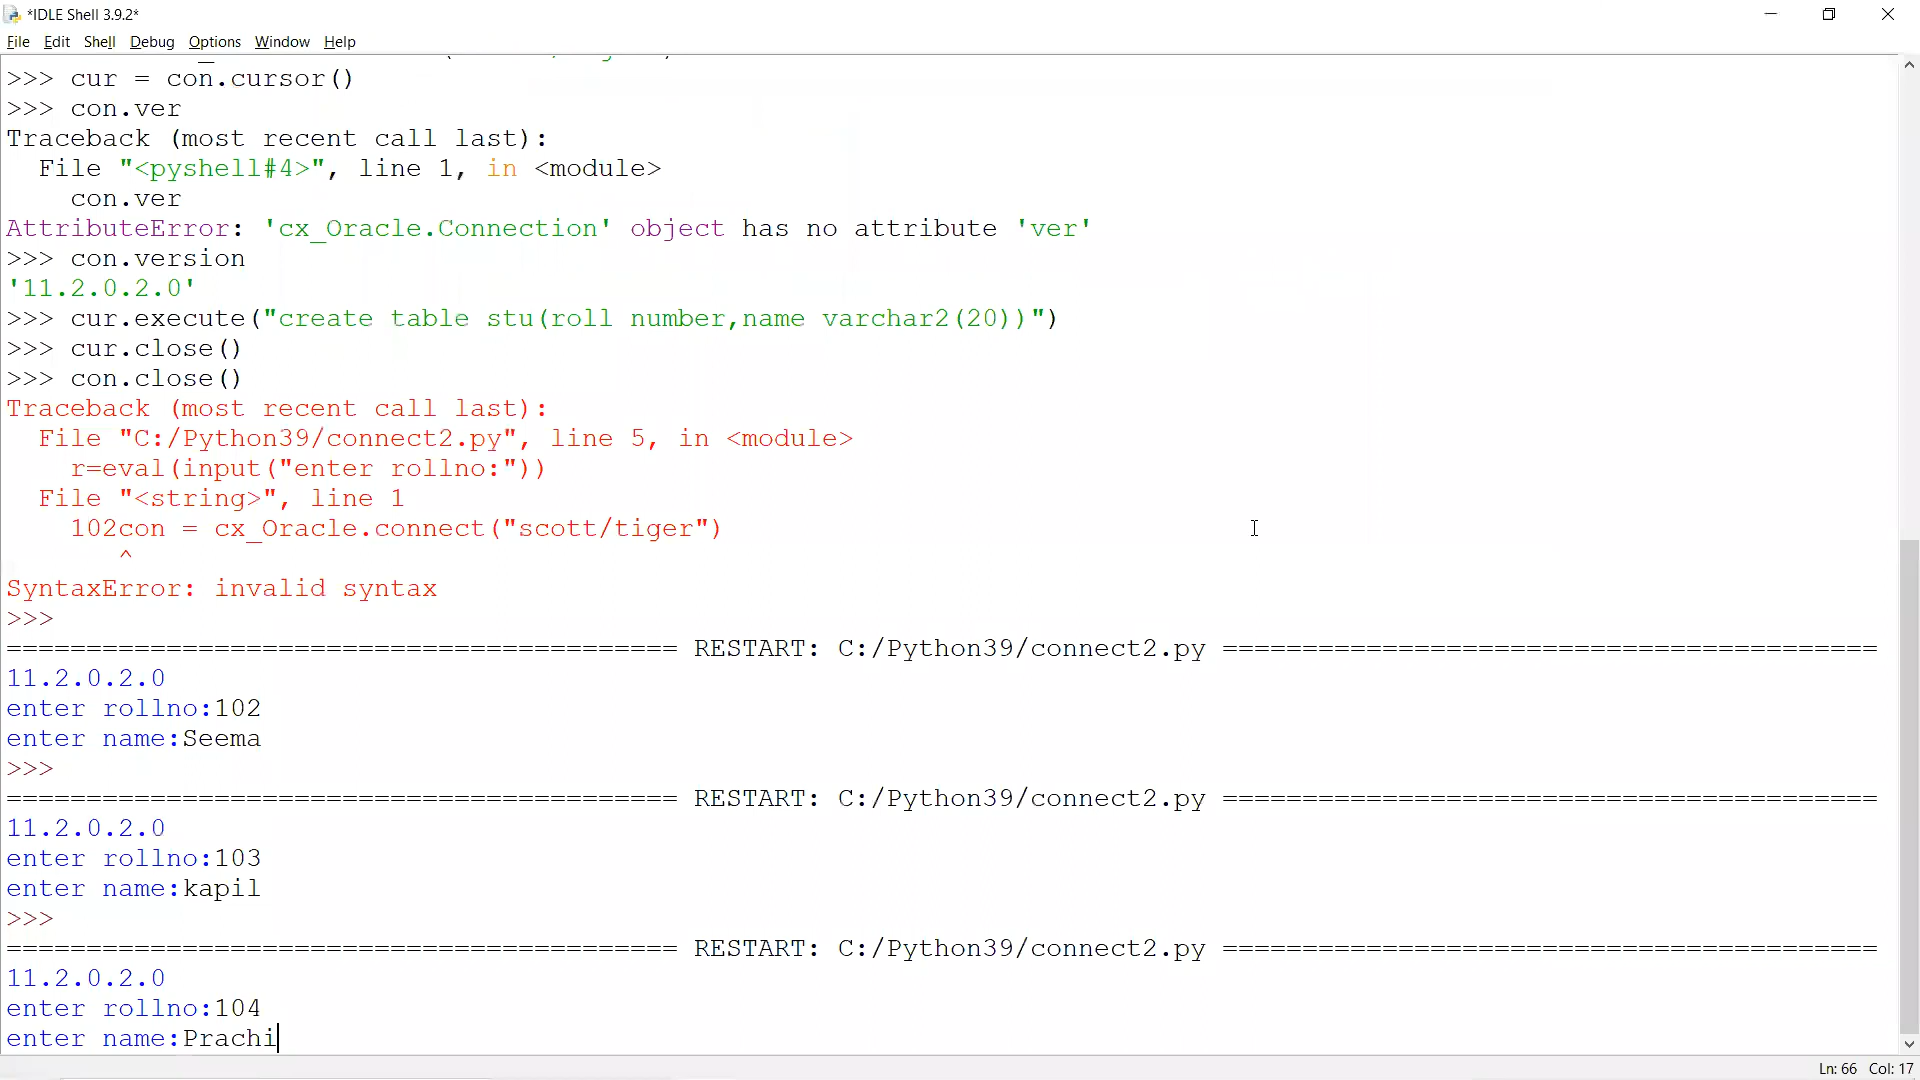 *IDLE Shell 3.9.2*
File Edit Shell Debug Options Window Help
>>> cur = con.cursor()
>>> con.ver
Traceback (most recent call last):
  File "<pyshell#4>", line 1, in <module>
    con.ver
AttributeError: 'cx_Oracle.Connection' object has no attribute 'ver'
>>> con.version
'11.2.0.2.0'
>>> cur.execute("create table stu(roll number,name varchar2(20))")
>>> cur.close()
>>> con.close()
Traceback (most recent call last):
  File "C:/Python39/connect2.py", line 5, in <module>
    r=eval(input("enter rollno:"))
  File "<string>", line 1
    102con = cx_Oracle.connect("scott/tiger")
       ^
SyntaxError: invalid syntax
>>>
========================================== RESTART: C:/Python39/connect2.py =========================================
11.2.0.2.0
enter rollno:102
enter name:Seema
>>>
========================================== RESTART: C:/Python39/connect2.py =========================================
11.2.0.2.0
enter rollno:103
enter name:kapil
>>>
========================================== RESTART: C:/Python39/connect2.py =========================================
11.2.0.2.0
enter rollno:104
enter name:Prachi
Ln: 66 Col: 17